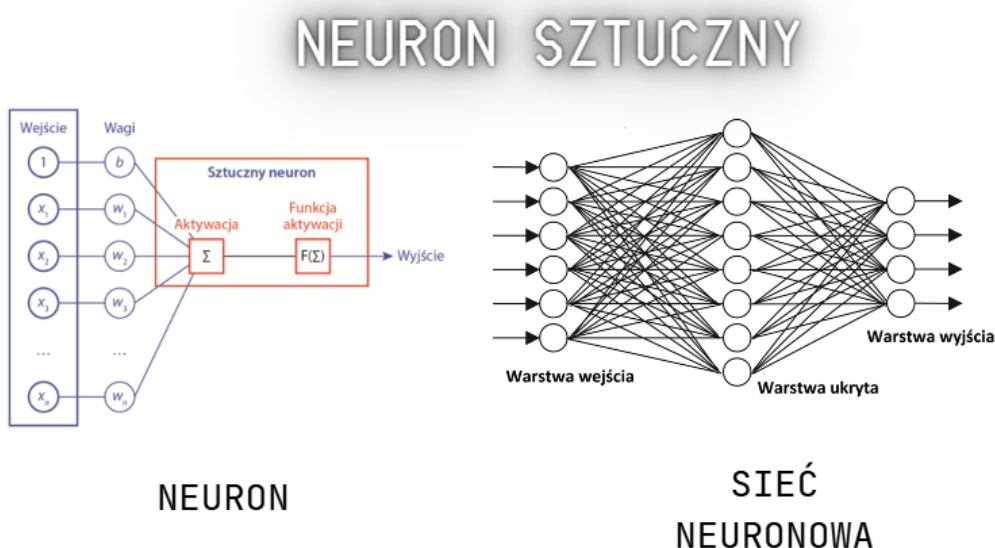 NEURON SZTUCZNY
Wejście
Wagi
1
b
Sztuczny neuron
x1
w1
Aktywacja
Funkcja
aktywacji
x2
w2
Σ
F(Σ)
Wyjście
x3
w3
...
...
xn
wn
Warstwa wejścia
Warstwa ukryta
Warstwa wyjścia
NEURON
SIEĆ
NEURONOWA